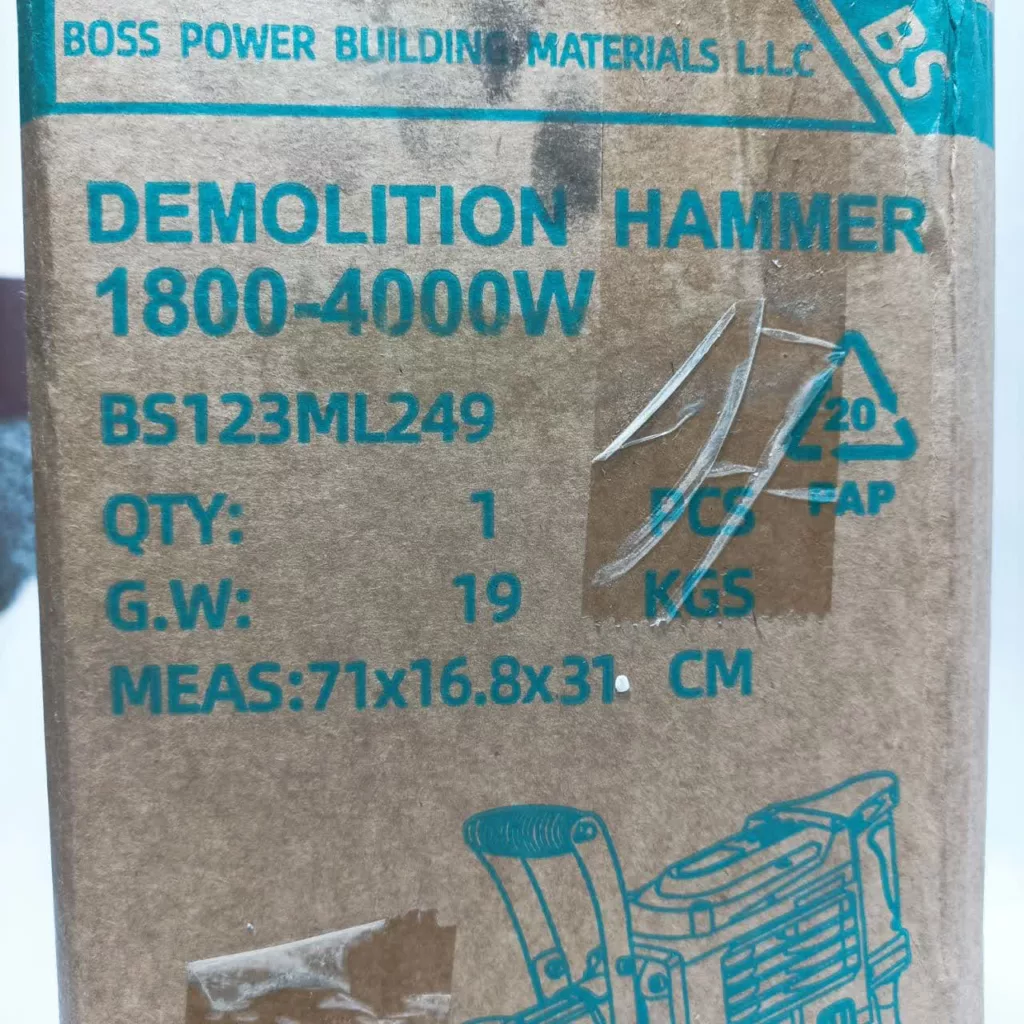 BOSS POWER BUILDING MATERIALS L.L.C
BS
DEMOLITION HAMMER
1800-4000W
BS123ML249
20
PAP
QTY: 1 PCS
G.W: 19 KGS
MEAS:71x16.8x31 CM